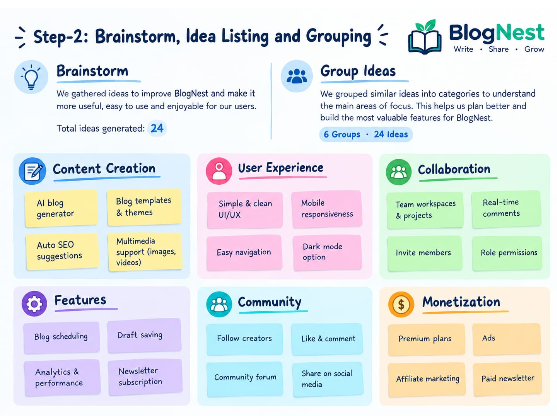 Step-2: Brainstorm, Idea Listing and Grouping
BlogNest
Write • Share • Grow
Brainstorm
We gathered ideas to improve BlogNest and make it
more useful, easy to use and enjoyable for our users.
Total ideas generated: 24
Group Ideas
We grouped similar ideas into categories to understand
the main areas of focus. This helps us plan better and
build the most valuable features for BlogNest.
6 Groups • 24 Ideas
Content Creation
AI blog
generator
Blog templates
& themes
Auto SEO
suggestions
Multimedia
support (images,
videos)
User Experience
Simple & clean
UI/UX
Mobile
responsiveness
Easy navigation
Dark mode
option
Collaboration
Team workspaces
& projects
Real-time
comments
Invite members
Role permissions
Features
Blog scheduling
Draft saving
Analytics &
performance
Newsletter
subscription
Community
Follow creators
Like & comment
Community forum
Share on social
media
Monetization
$
Premium plans
Ads
Affiliate marketing
Paid newsletter